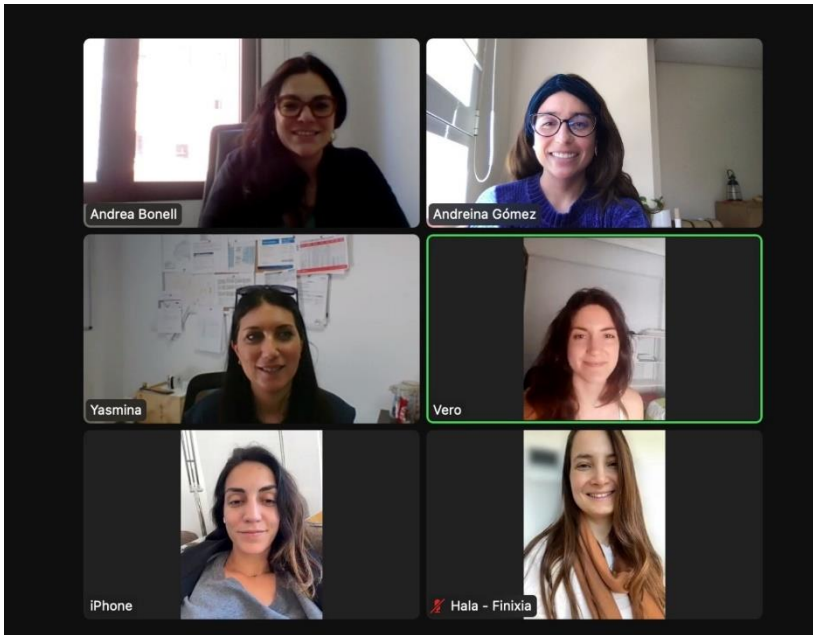 Andrea Bonell
Andreina Gómez
Yasmina
Vero
iPhone
Hala - Finixia